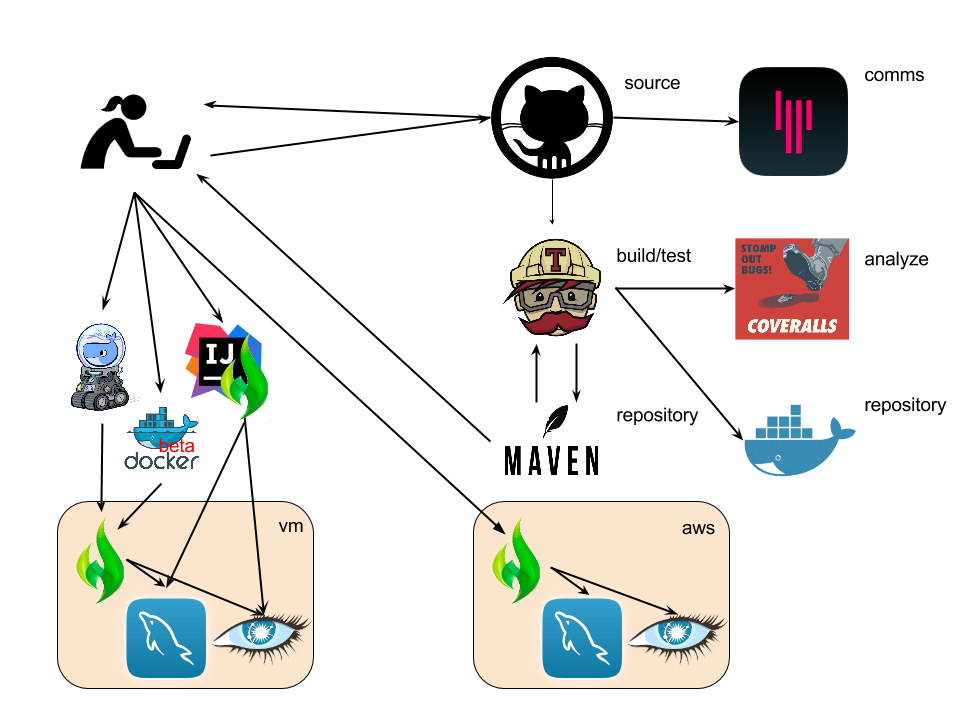 source
comms
T
build/test
STOMP
OUT
BUGS!
COVERALLS
analyze
IJ
beta
docker
repository
MAVEN
repository
vm
aws